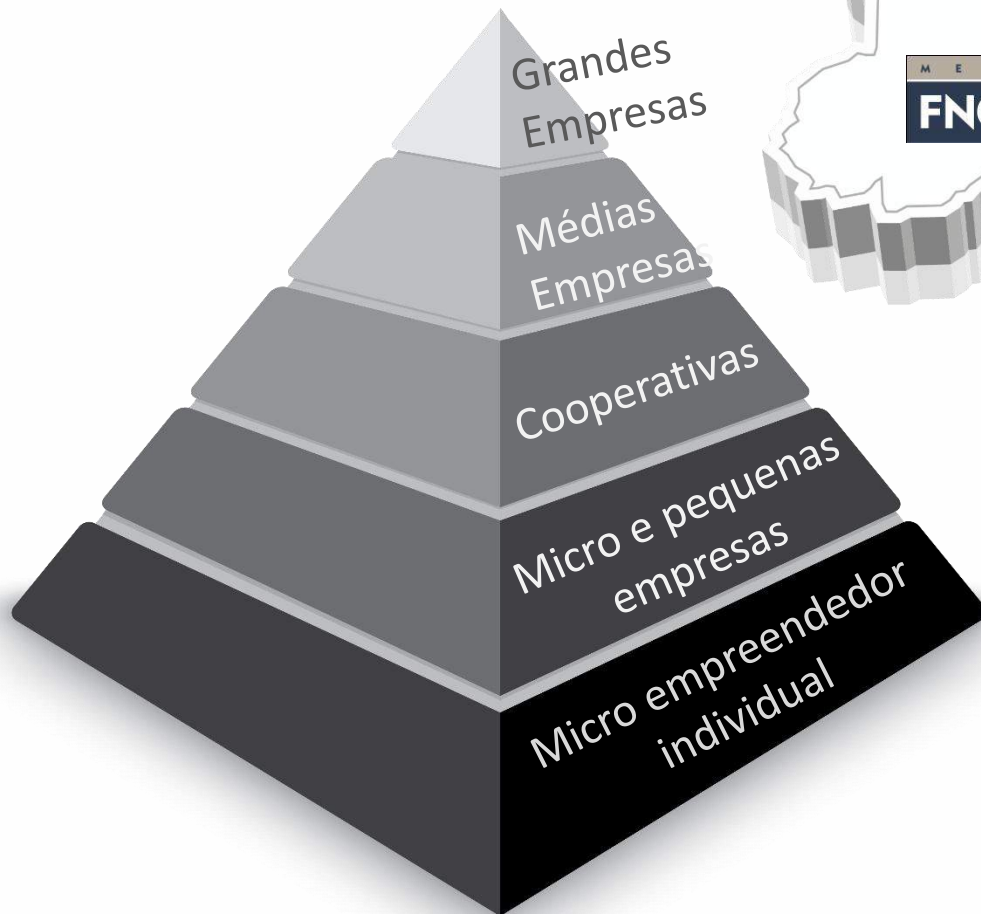 Grandes
Empresas
M E
FN
Médias
Empresas
Cooperativas
Micro e pequenas
empresas
Micro empreendedor
individual